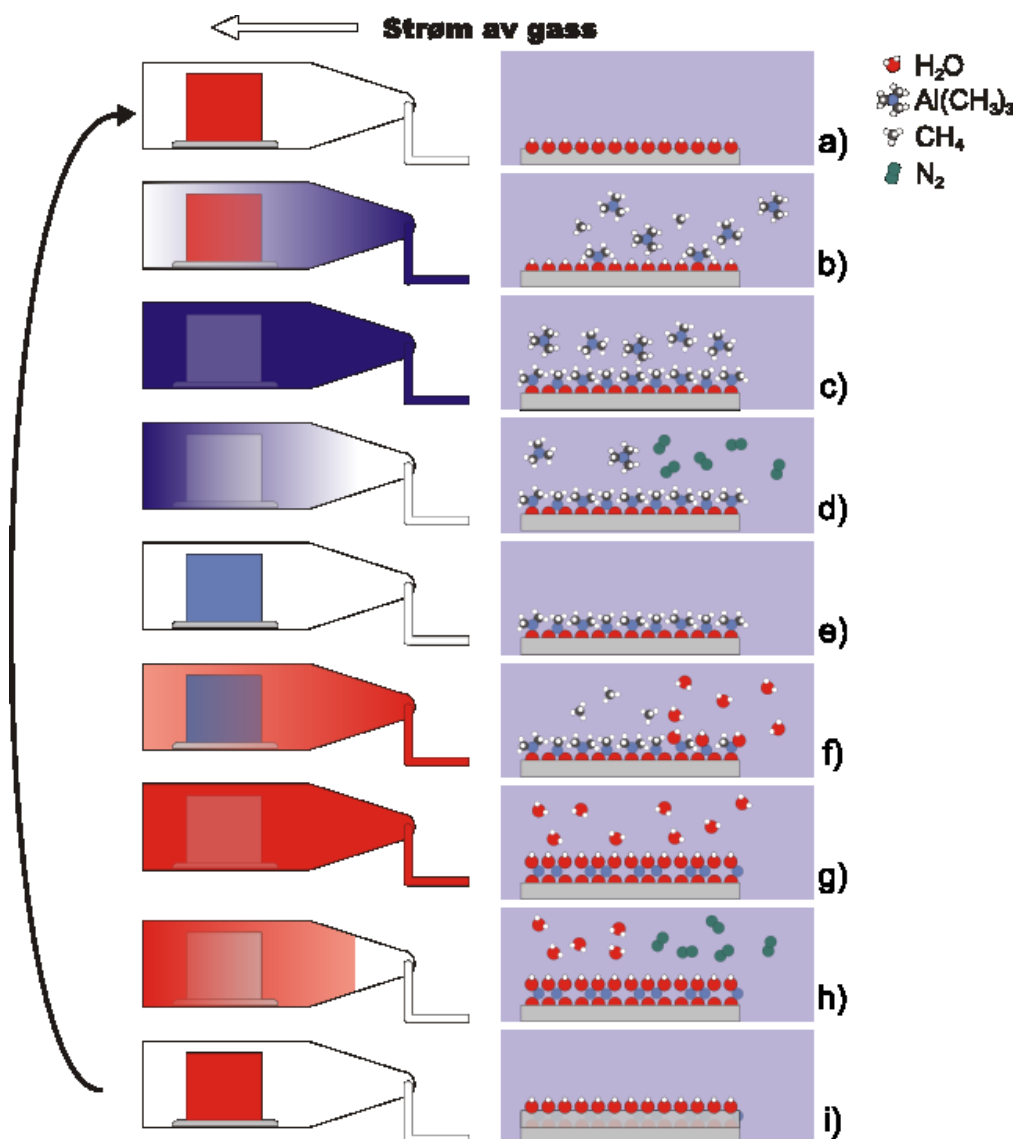 Strøm av gass
H₂O
Al(CH₃)₃
CH₄
N₂
a)
b)
c)
d)
e)
f)
g)
h)
i)